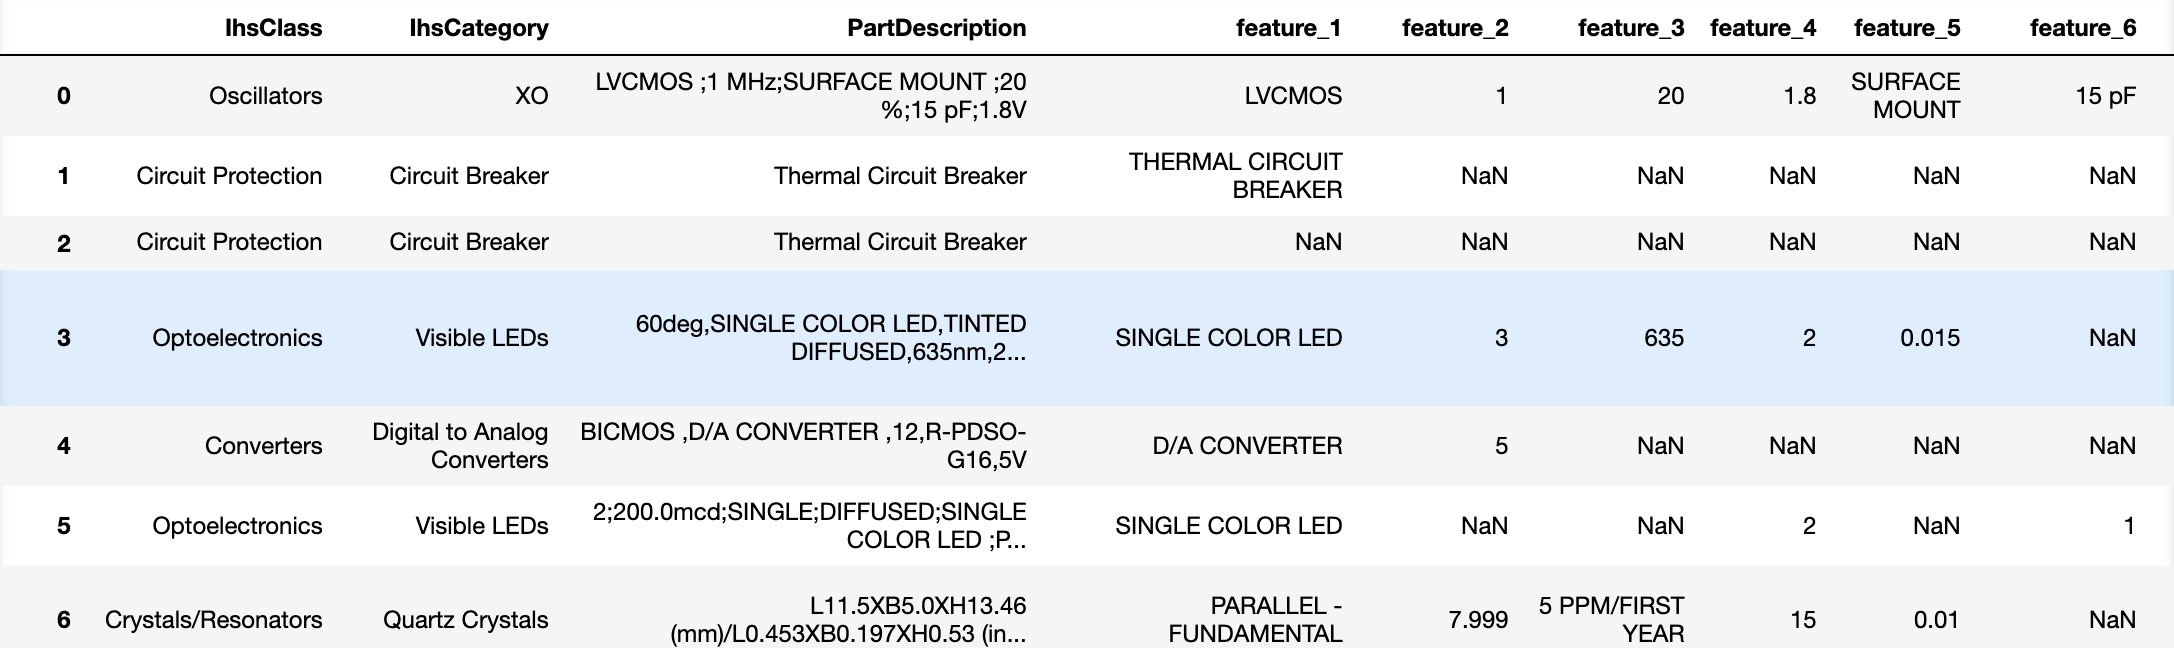 IhsClass IhsCategory PartDescription feature_1 feature_2 feature_3 feature_4 feature_5 feature_6
0 Oscillators XO LVCMOS ;1 MHz;SURFACE MOUNT ;20 %;15 pF;1.8V LVCMOS 1 20 1.8 SURFACE MOUNT 15 pF
1 Circuit Protection Circuit Breaker Thermal Circuit Breaker THERMAL CIRCUIT BREAKER NaN NaN NaN NaN NaN
2 Circuit Protection Circuit Breaker Thermal Circuit Breaker NaN NaN NaN NaN NaN NaN
3 Optoelectronics Visible LEDs 60deg,SINGLE COLOR LED,TINTED DIFFUSED,635nm,2... SINGLE COLOR LED 3 635 2 0.015 NaN
4 Converters Digital to Analog Converters BICMOS ,D/A CONVERTER ,12,R-PDSO-G16,5V D/A CONVERTER 5 NaN NaN NaN NaN
5 Optoelectronics Visible LEDs 2;200.0mcd;SINGLE;DIFFUSED;SINGLE COLOR LED ;P... SINGLE COLOR LED NaN NaN 2 NaN 1
6 Crystals/Resonators Quartz Crystals L11.5XB5.0XH13.46 (mm)/L0.453XB0.197XH0.53 (in... PARALLEL - FUNDAMENTAL 7.999 5 PPM/FIRST YEAR 15 0.01 NaN